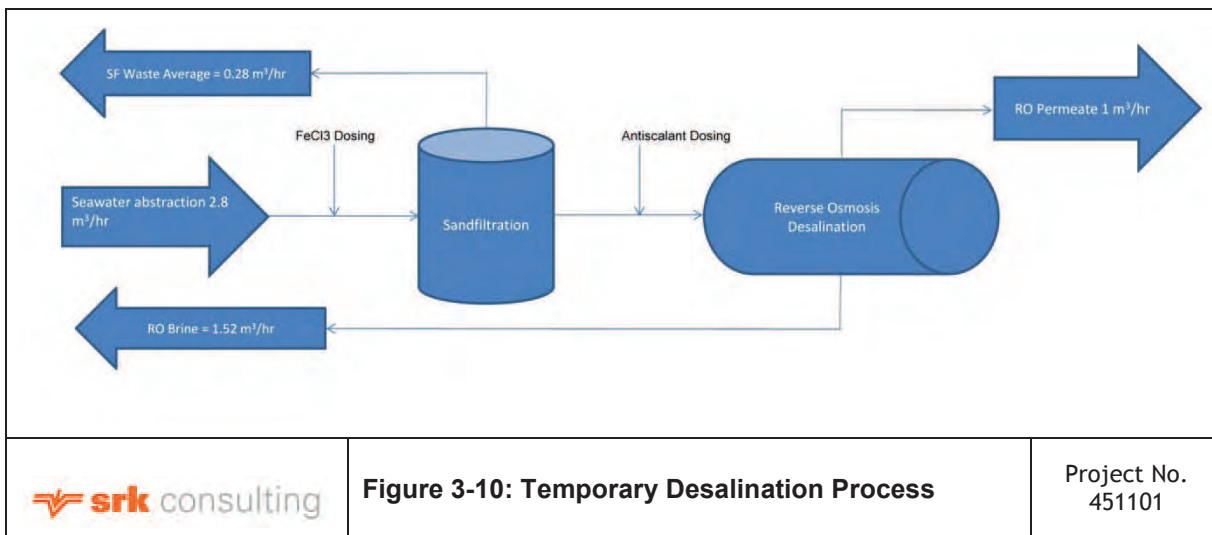 SF Waste Average = 0.28 m³/hr
RO Permeate 1 m³/hr
FeCl3 Dosing
Antiscalant Dosing
Seawater abstraction 2.8
m³/hr
Sandfiltration
Reverse Osmosis
Desalination
RO Brine = 1.52 m³/hr
srk consulting
Figure 3-10: Temporary Desalination Process
Project No.
451101